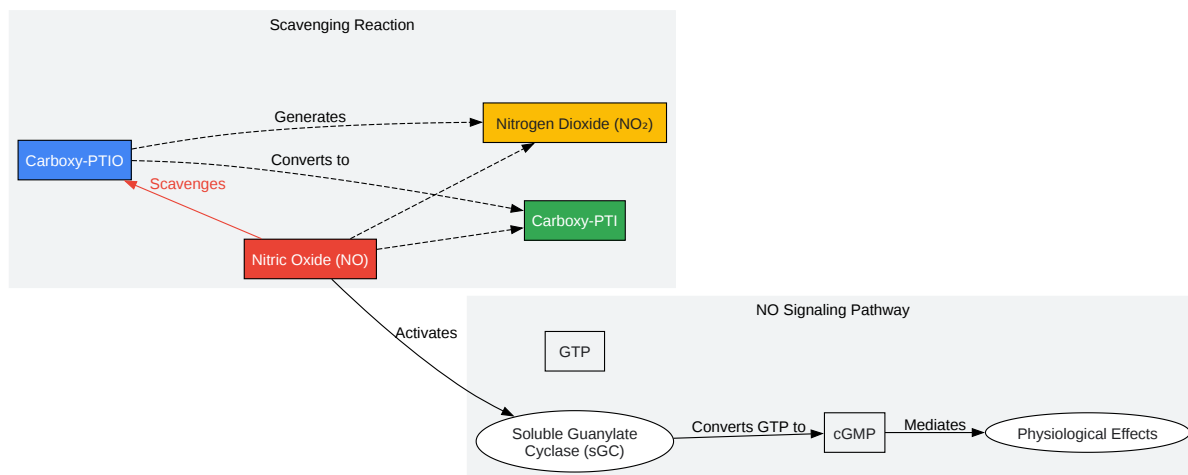 Scavenging Reaction
Generates
Nitrogen Dioxide (NO₂)
Carboxy-PTIO
Converts to
Scavenges
Carboxy-PTI
Nitric Oxide (NO)
NO Signaling Pathway
Activates
GTP
Soluble Guanylate
Cyclase (sGC)
Converts GTP to
cGMP
Mediates
Physiological Effects